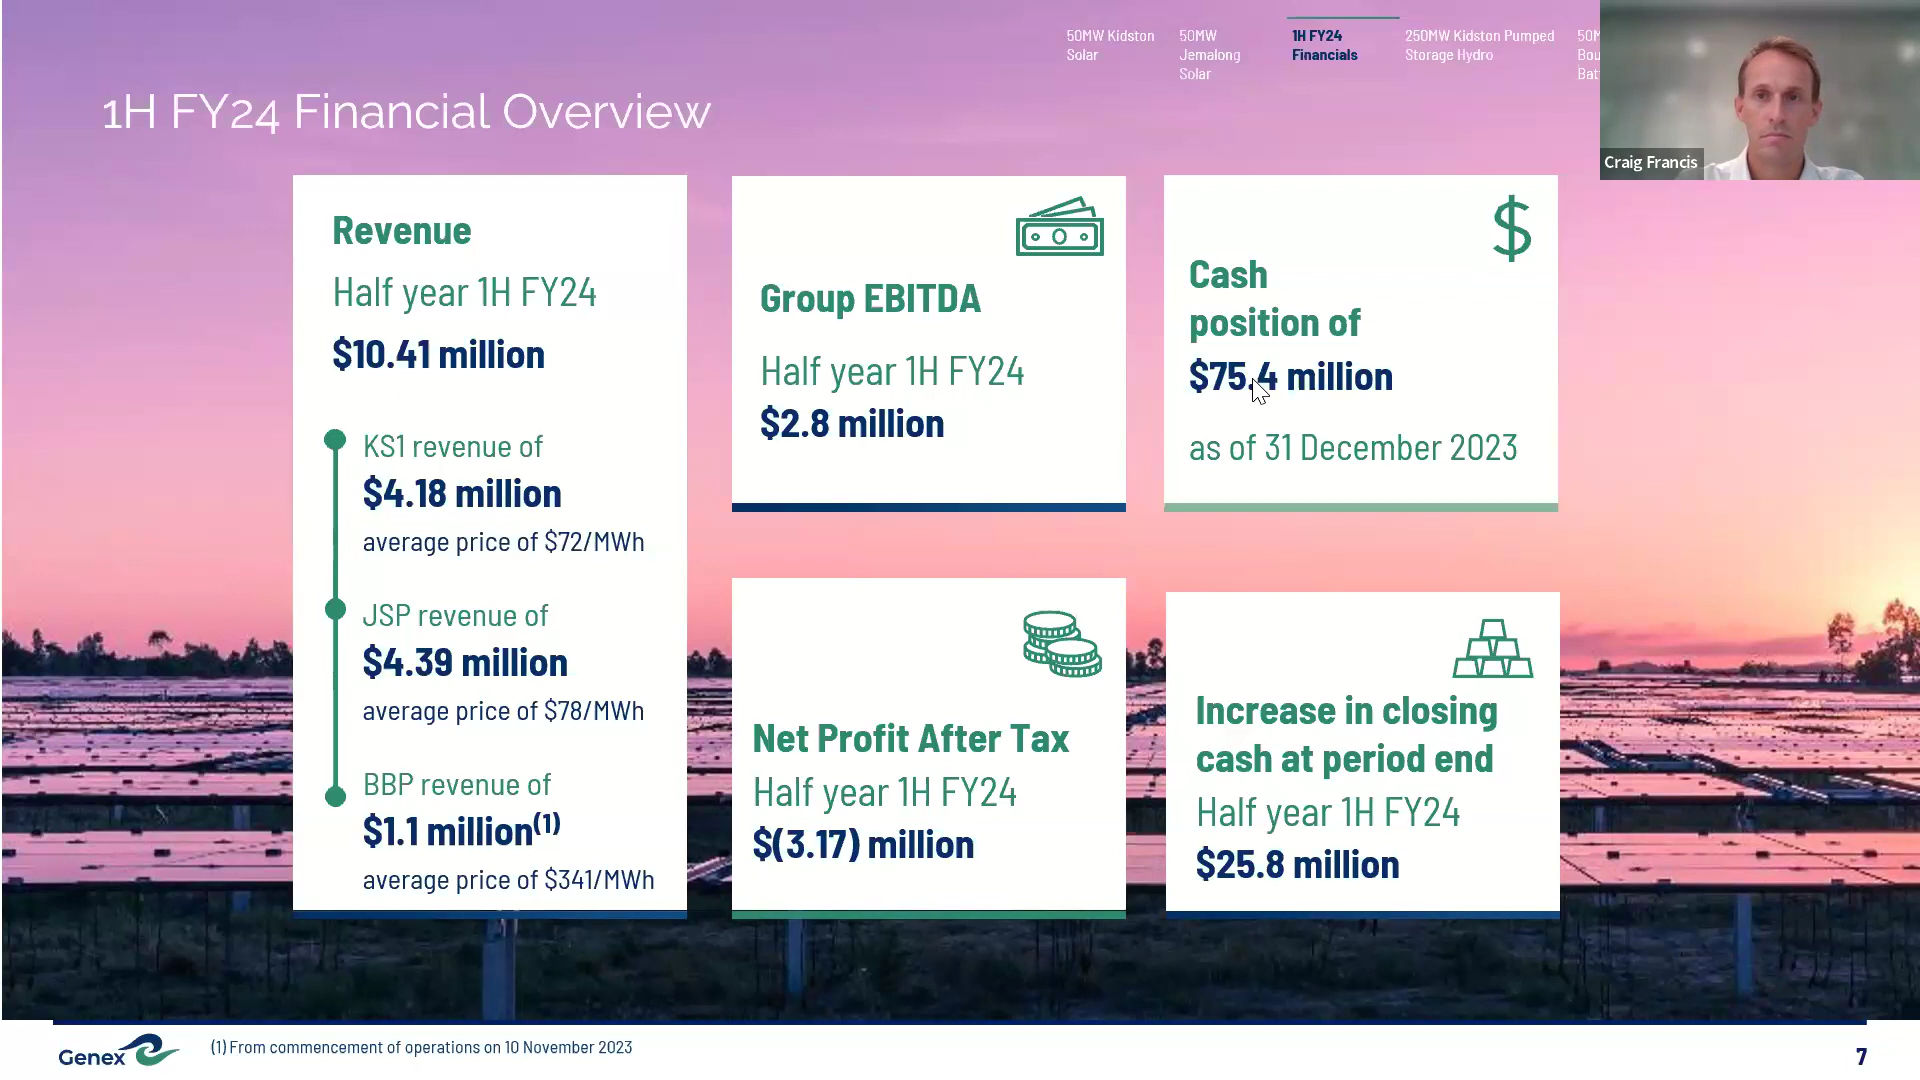 50MW Kidston
Solar
50MW
Jemalong
Solar
1H FY24
Financials
250MW Kidston Pumped
Storage Hydro
50M
Bou
Bat
Craig Francis
1H FY24 Financial Overview
Revenue
Half year 1H FY24
$10.41 million
KS1 revenue of
$4.18 million
average price of $72/MWh
JSP revenue of
$4.39 million
average price of $78/MWh
BBP revenue of
$1.1 million(1)
average price of $341/MWh
Group EBITDA
Half year 1H FY24
$2.8 million
$
Cash
position of
$75.4 million
as of 31 December 2023
Net Profit After Tax
Half year 1H FY24
$(3.17) million
Increase in closing
cash at period end
Half year 1H FY24
$25.8 million
Genex
(1) From commencement of operations on 10 November 2023
7